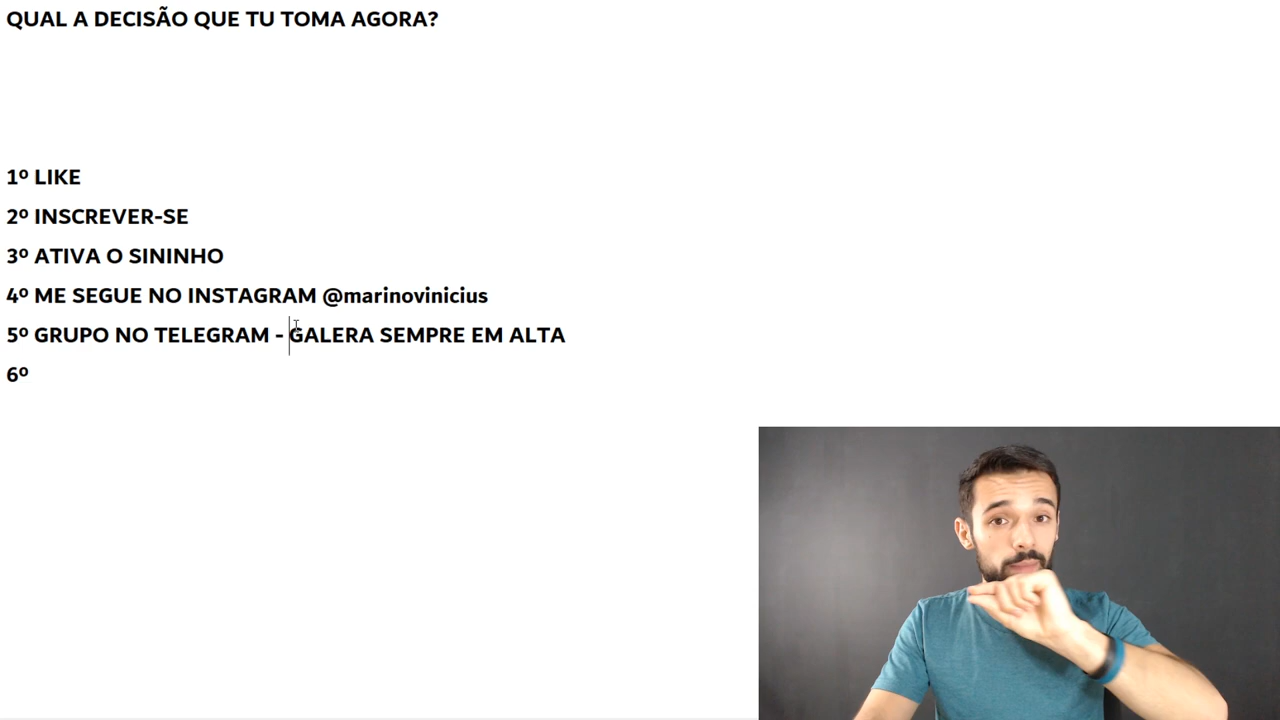 QUAL A DECISÃO QUE TU TOMA AGORA?
1º LIKE
2º INSCREVER-SE
3º ATIVA O SININHO
4º ME SEGUE NO INSTAGRAM @marinovinicius
5º GRUPO NO TELEGRAM - GALERA SEMPRE EM ALTA
6º